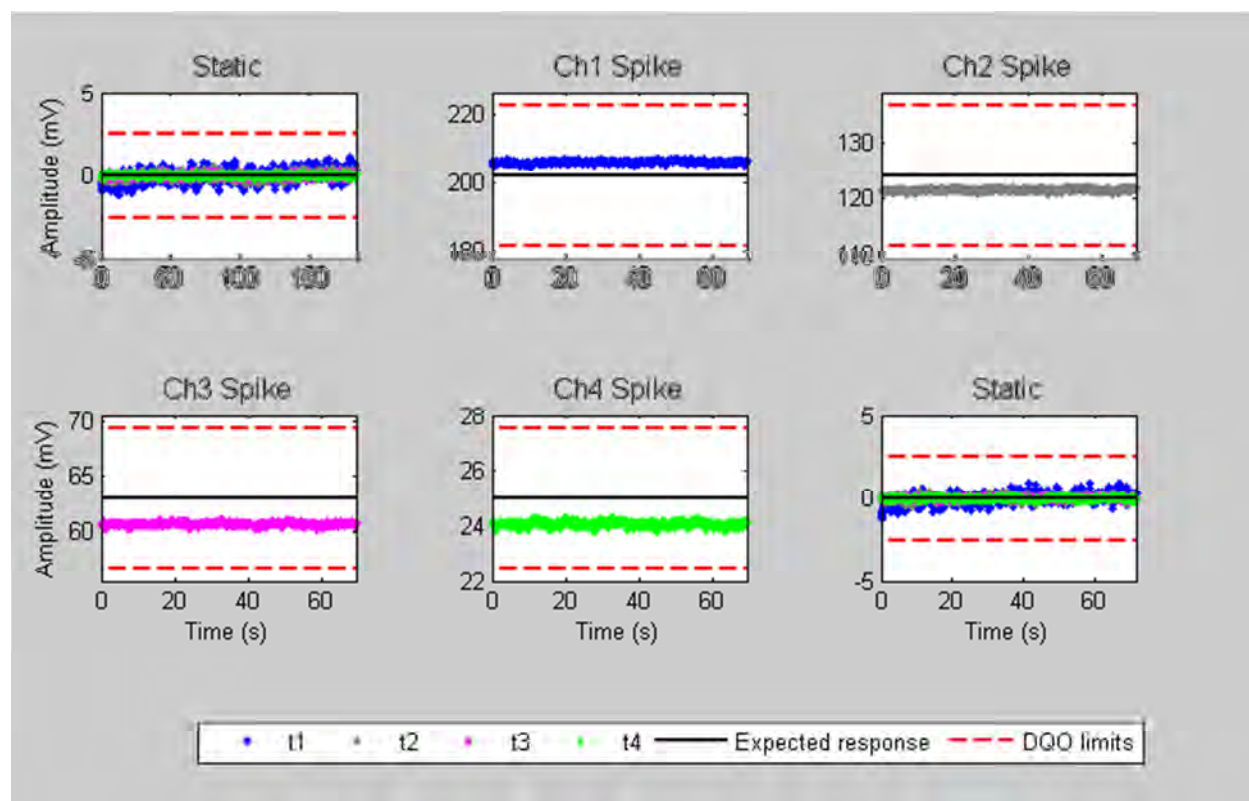 Static
Ch1 Spike
Ch2 Spike
Amplitude (mV)
5
0
0
220
200
180
0 20 40 60
130
120
0 20 40 60
Ch3 Spike
Ch4 Spike
Static
Amplitude (mV)
70
65
60
0 20 40 60
Time (s)
28
26
24
22
0 20 40 60
Time (s)
5
0
-5
0 20 40 60
Time (s)
t1 t2 t3 t4 Expected response DQO limits